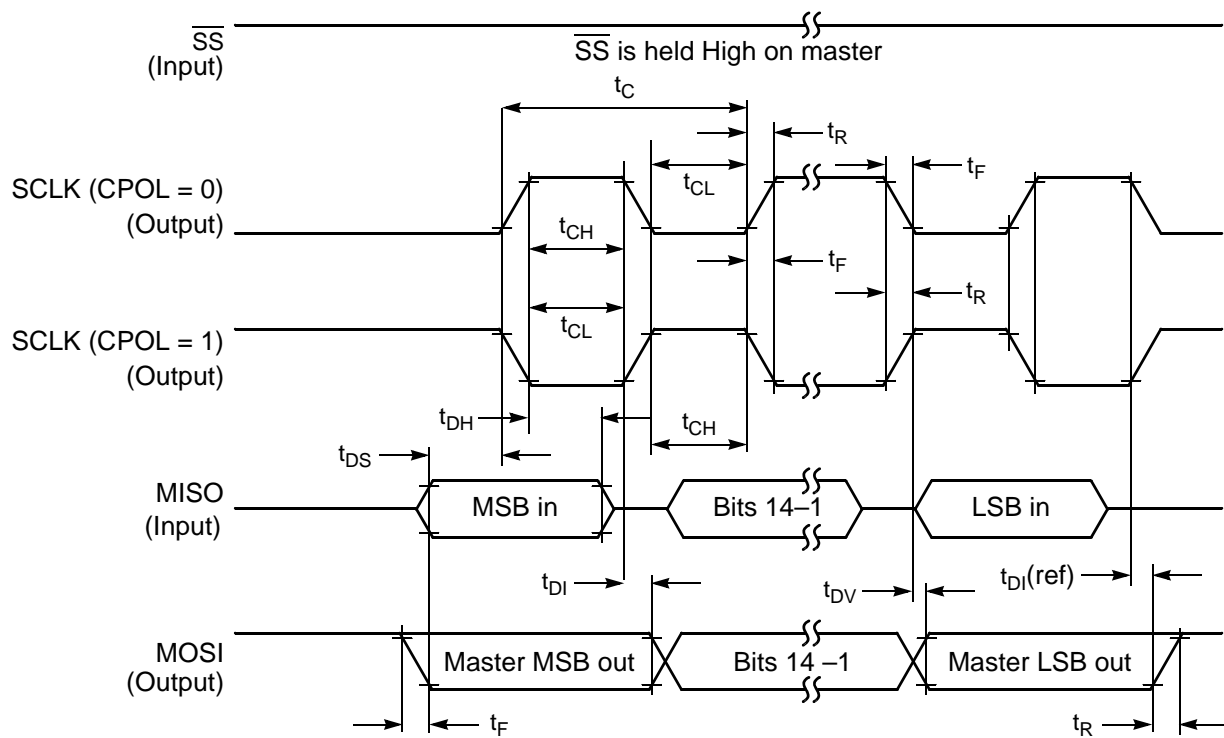 SS
(Input)
SS is held High on master
tC
tR
tF
SCLK (CPOL = 0)
(Output)
tCL
tCH
tF
tR
SCLK (CPOL = 1)
(Output)
tCL
tDH
tCH
tDS
MISO
(Input)
MSB in
Bits 14–1
LSB in
tDI
tDV
tDI(ref)
MOSI
(Output)
Master MSB out
Bits 14 –1
Master LSB out
tF
tR